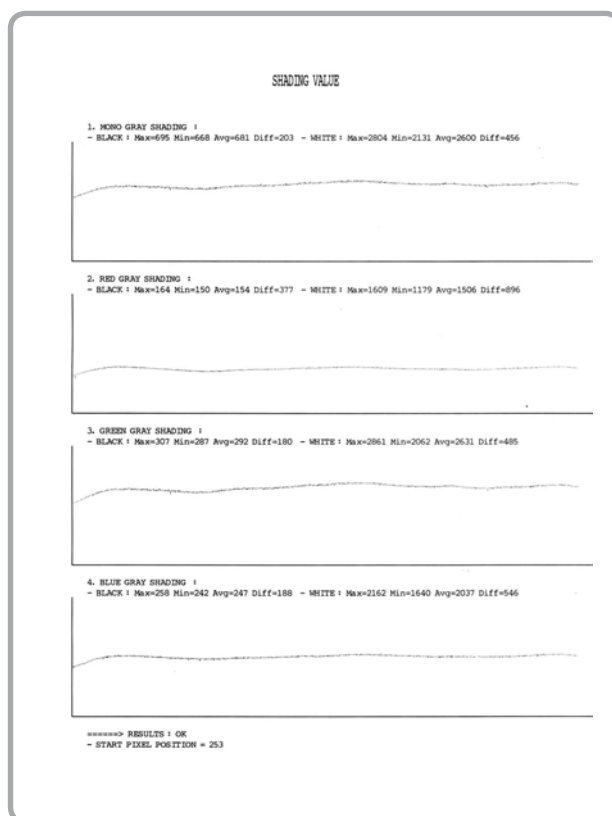 SHADING VALUE
1. MONO GRAY SHADING :
- BLACK : Max=695 Min=668 Avg=681 Diff=203 - WHITE : Max=2804 Min=2131 Avg=2600 Diff=456
2. RED GRAY SHADING :
- BLACK : Max=164 Min=150 Avg=154 Diff=377 - WHITE : Max=1609 Min=1179 Avg=1506 Diff=896
3. GREEN GRAY SHADING :
- BLACK : Max=307 Min=287 Avg=292 Diff=180 - WHITE : Max=2861 Min=2062 Avg=2631 Diff=485
4. BLUE GRAY SHADING :
- BLACK : Max=258 Min=242 Avg=247 Diff=188 - WHITE : Max=2162 Min=1640 Avg=2037 Diff=546
======> RESULTS : OK
- START PIXEL POSITION = 253